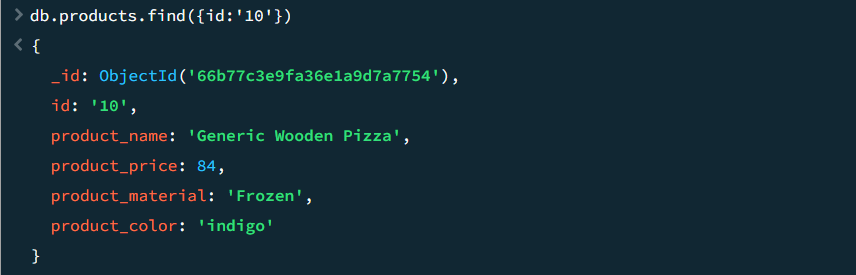 > db.products.find({id:'10'})
< {
_id: ObjectId('66b77c3e9fa36e1a9d7a7754'),
id: '10',
product_name: 'Generic Wooden Pizza',
product_price: 84,
product_material: 'Frozen',
product_color: 'indigo'
}